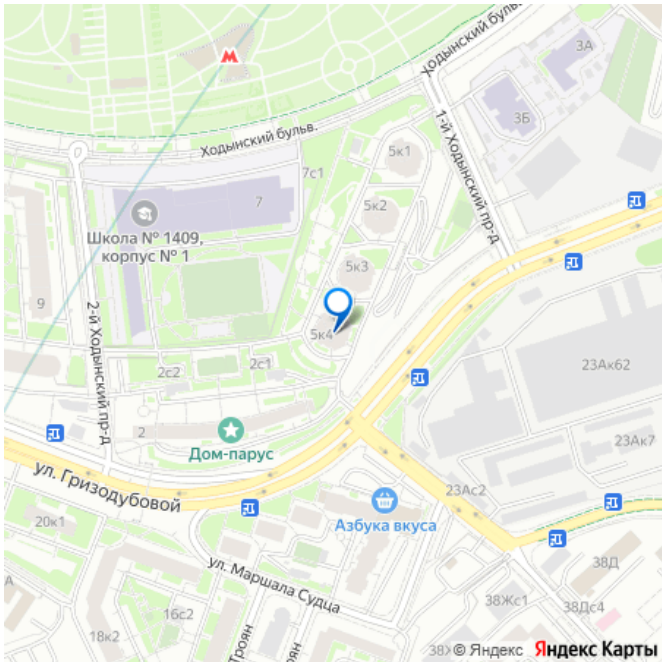 Ходынский бульв.
3А
3Б
Ходынский бульв.
1-й Ходынский пр-д
5к1
7с1
7
5к2
Школа № 1409,
корпус № 1
5к3
9
2-й Ходынский пр-д
5к4
2с1
2с2
23Ак62
2
Дом-парус
23Ак7
ул. Гризодубовой
23Ас2
Азбука вкуса
20к1
ул. Маршала Судца
38Д
38Жс1
38Дс4
16с2
18к2
Троян
© Яндекс Яндекс Карты